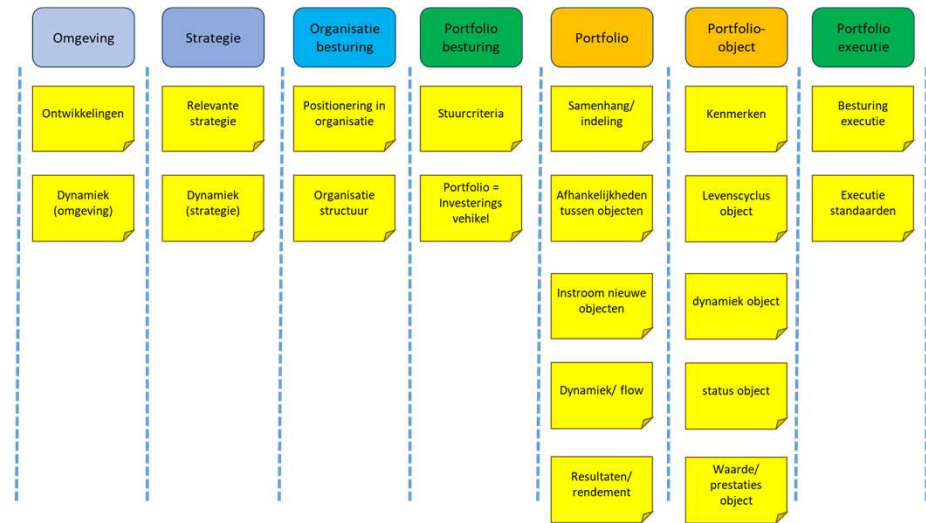 Omgeving
Strategie
Organisatie
besturing
Portfolio
besturing
Portfolio
Portfolio-
object
Portfolio
executie
Ontwikkelingen
Relevante
strategie
Positionering in
organisatie
Stuurcriteria
Samenhang/
indeling
Kenmerken
Besturing
executie
Dynamiek
(omgeving)
Dynamiek
(strategie)
Organisatie
structuur
Portfolio =
Investerings
vehikel
Afhankelijkheden
tussen objecten
Levenscyclus
object
Executie
standaarden
Instroom nieuwe
objecten
dynamiek object
Dynamiek/ flow
status object
Resultaten/
rendement
Waarde/
prestaties
object